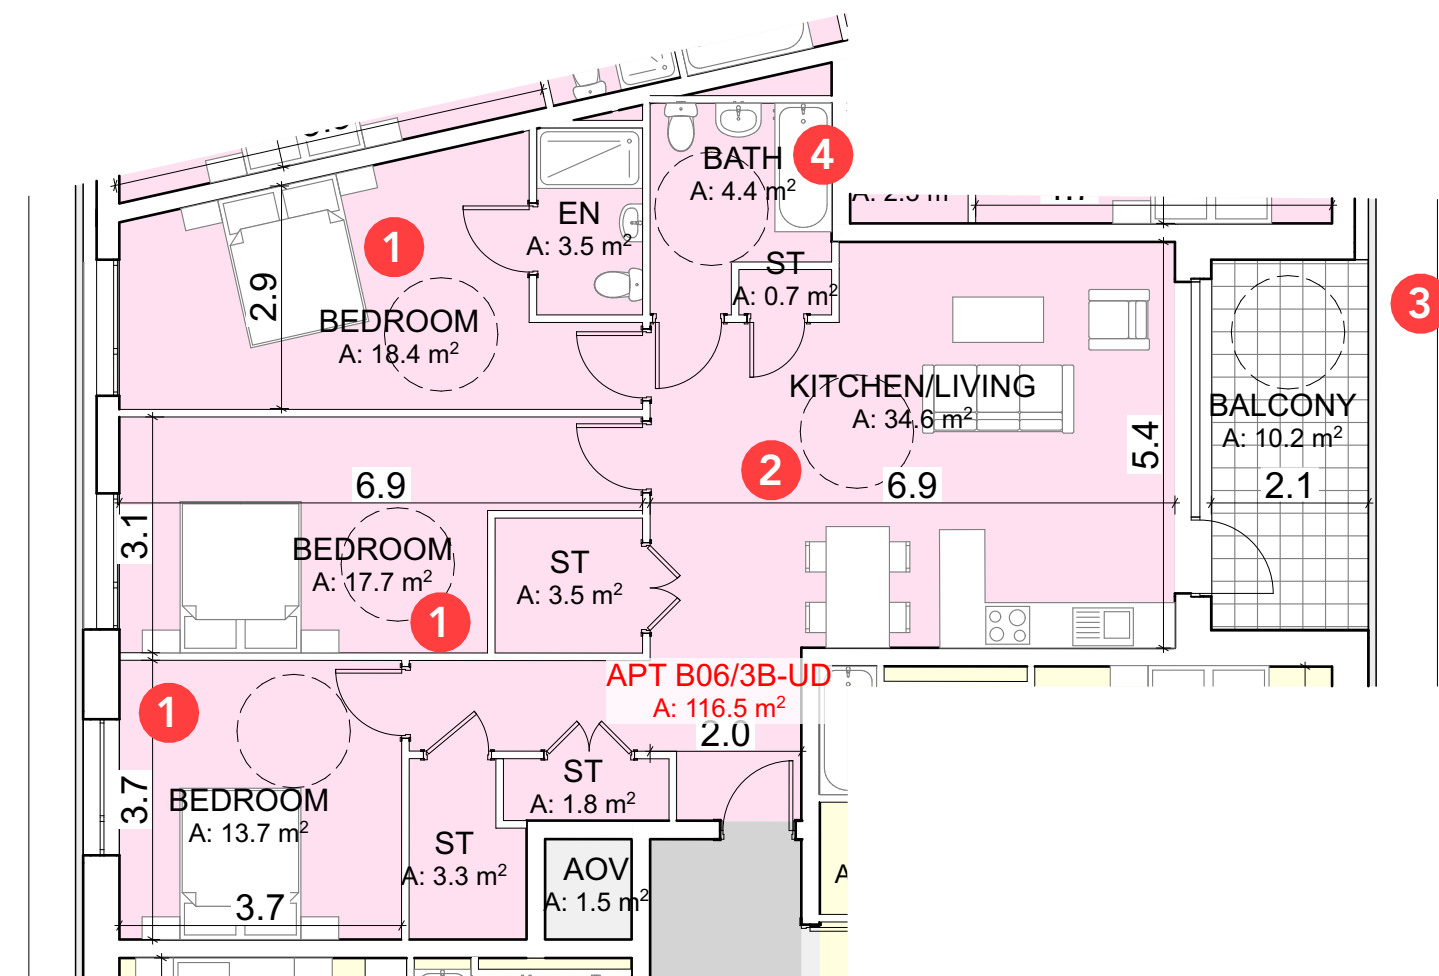 4
BATH
A: 4.4 m²
1
EN
A: 3.5 m²
ST
A: 0.7 m²
2.9
BEDROOM
A: 18.4 m²
3
KITCHEN/LIVING
A: 34.6 m²
BALCONY
A: 10.2 m²
5.4
2
6.9
6.9
2.1
3.1
BEDROOM
A: 17.7 m²
ST
A: 3.5 m²
1
APT B06/3B-UD
A: 116.5 m²
1
2.0
3.7
BEDROOM
A: 13.7 m²
ST
A: 1.8 m²
ST
A: 3.3 m²
AOV
A: 1.5 m²
A
3.7